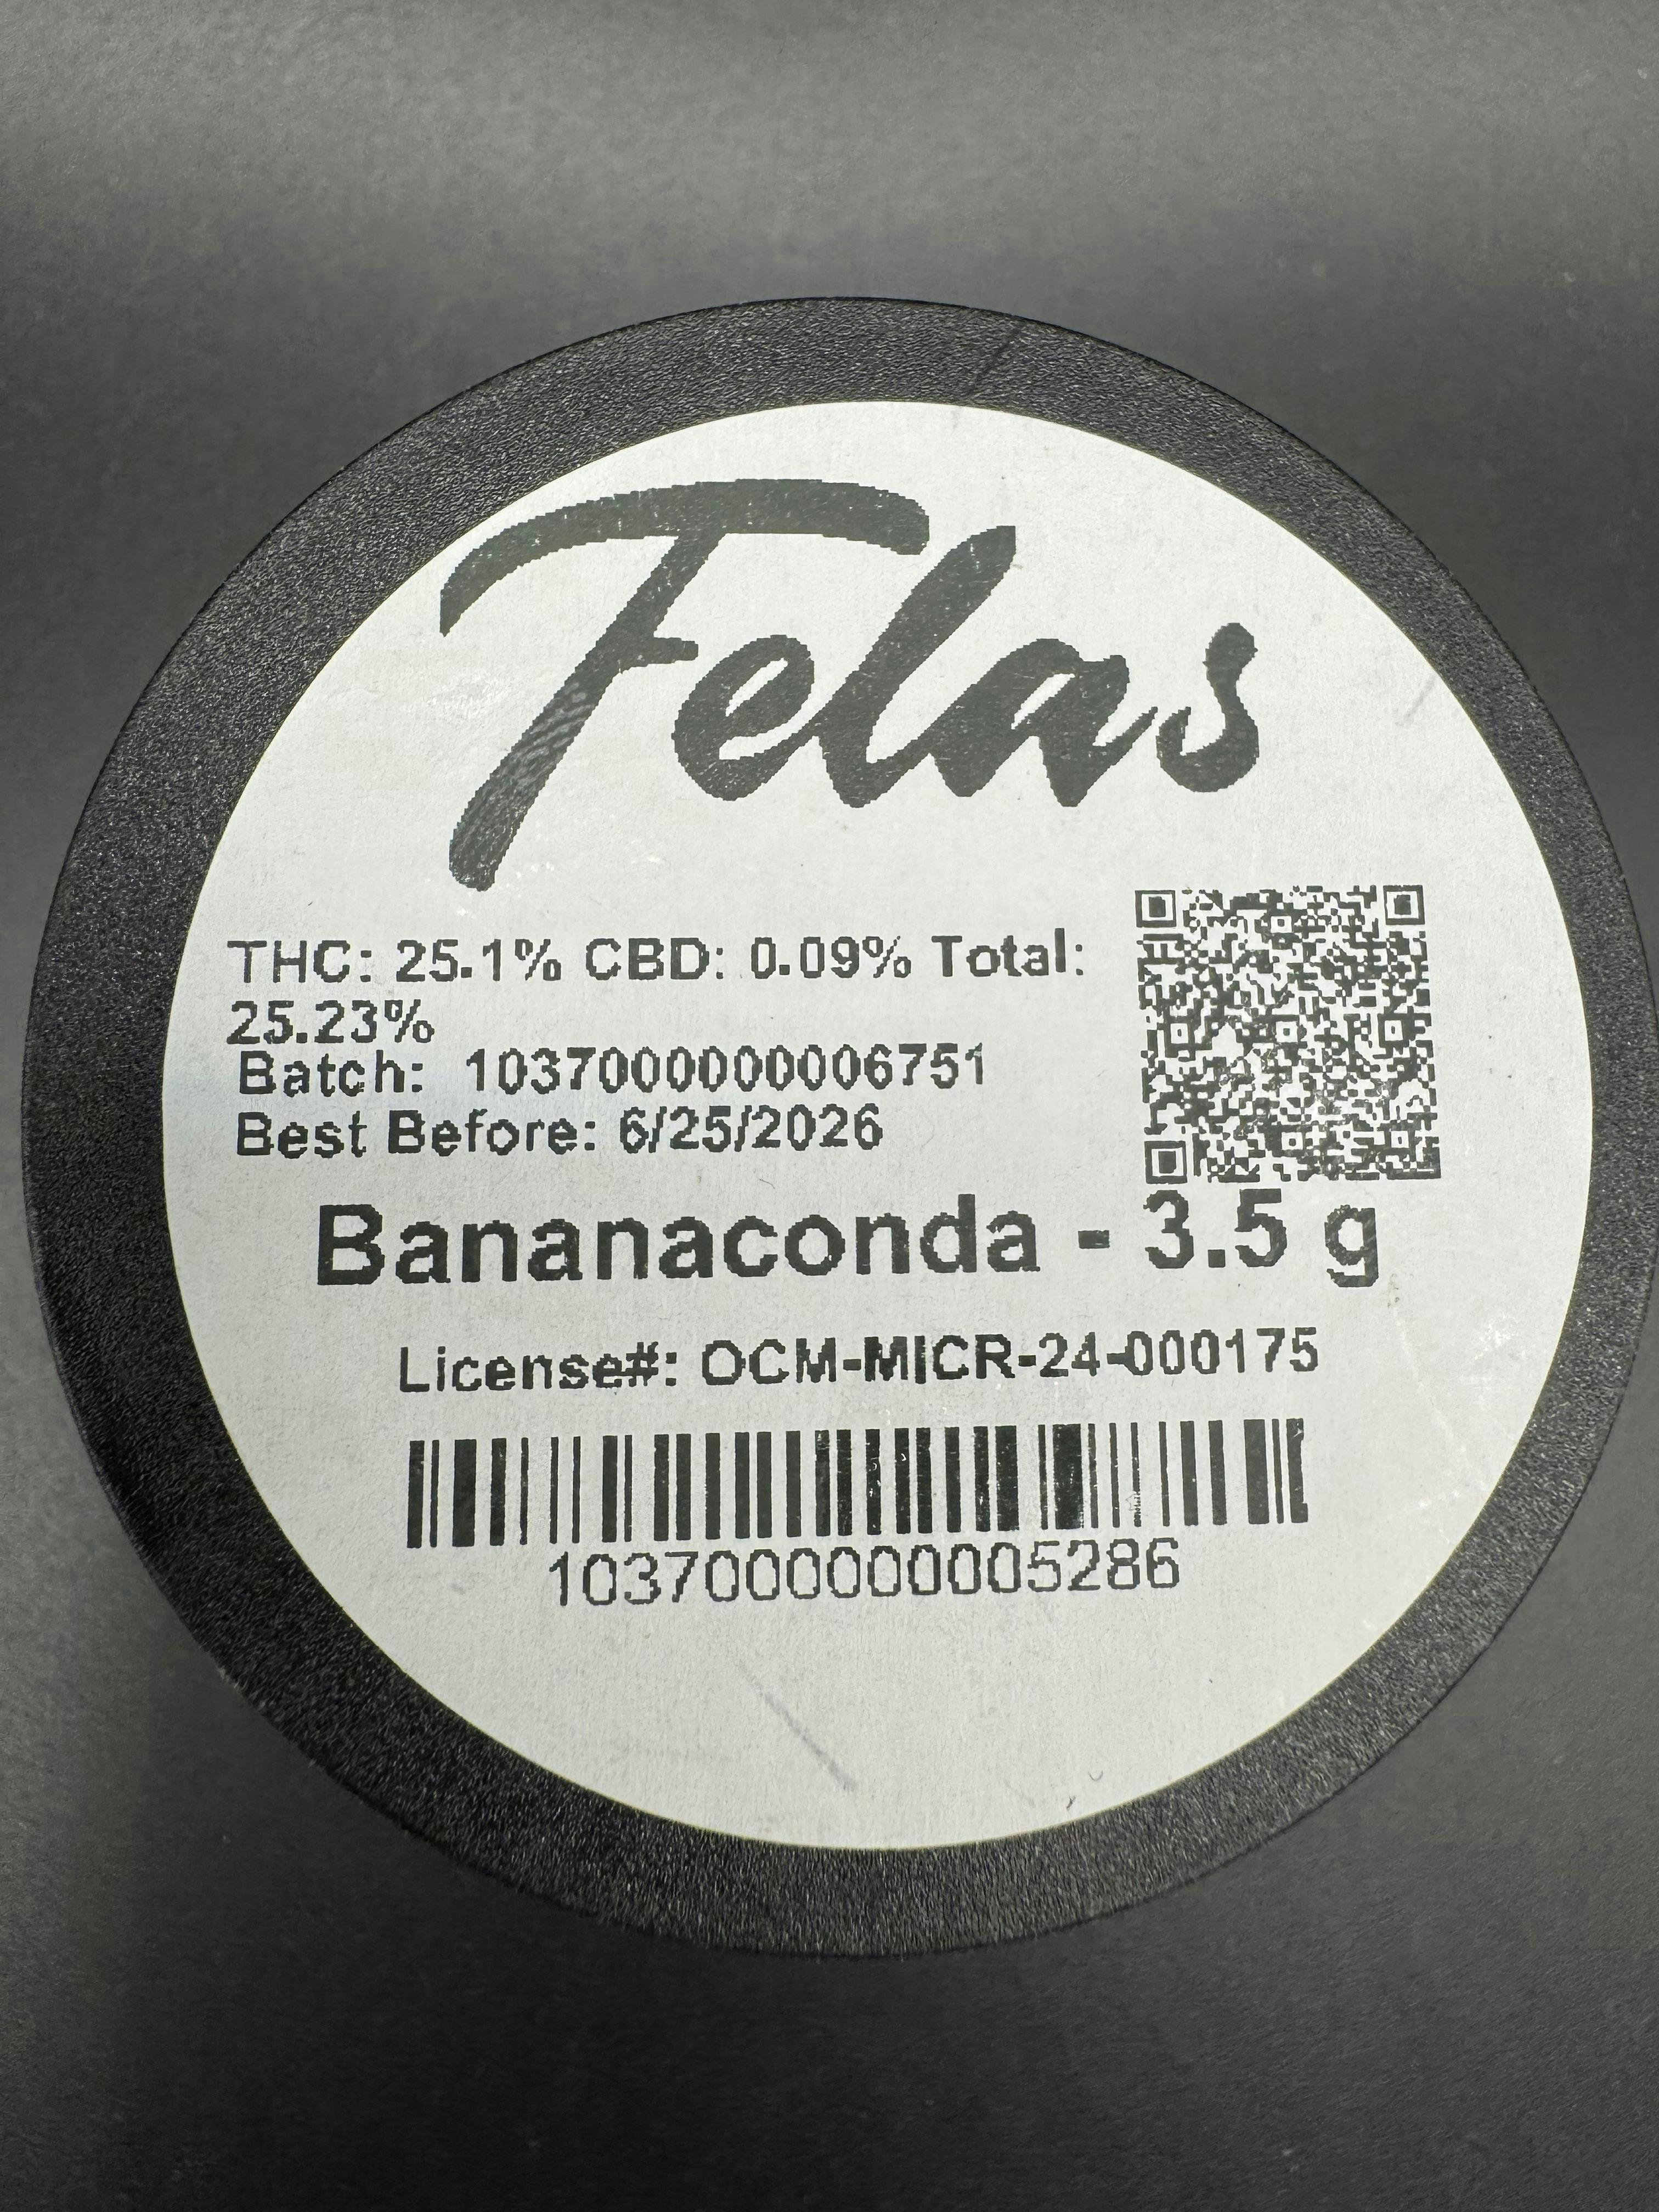 Felas
THC: 25.1% CBD: 0.09% Total:
25.23%
Batch: 1037000000006751
Best Before: 6/25/2026
Bananaconda - 3.5 g
License#: OCM-MICR-24-000175
1037000000005286